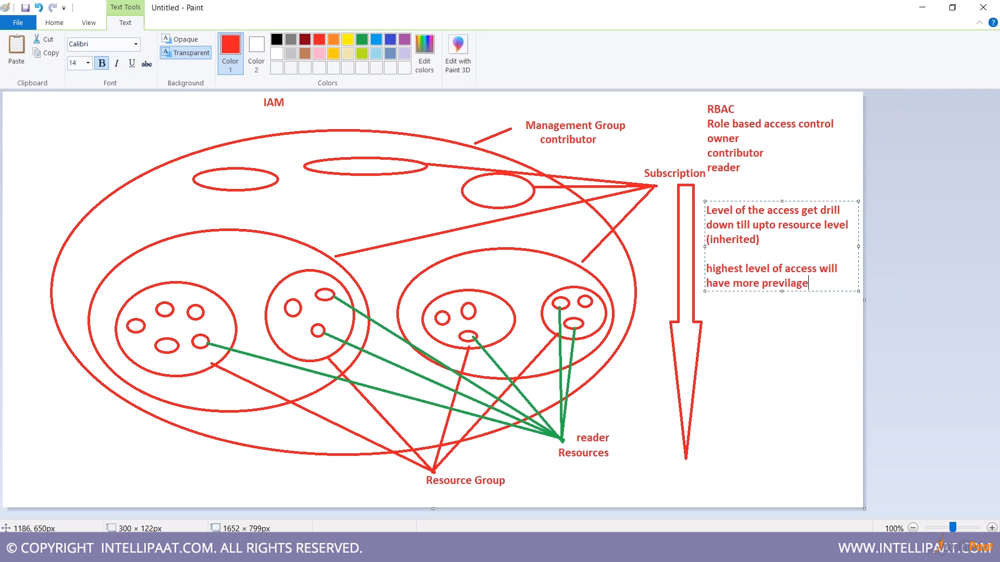 Text Tools
Untitled - Paint
File
Home
View
Text
Paste
Cut
Copy
Clipboard
Calibri
14
B
I
U
abc
Font
Opaque
Transparent
Background
Color
1
Color
2
Edit
colors
Colors
Edit with
Paint 3D
IAM
Management Group
contributor
RBAC
Role based access control
owner
contributor
reader
Subscription
Level of the access get drill
down till upto resource level
(inherited)
highest level of access will
have more previlage
reader
Resources
Resource Group
1186, 650px
300 × 122px
1652 × 799px
100%
© COPYRIGHT INTELLIPAAT.COM. ALL RIGHTS RESERVED.
WWW.INTELLIPAAT.COM